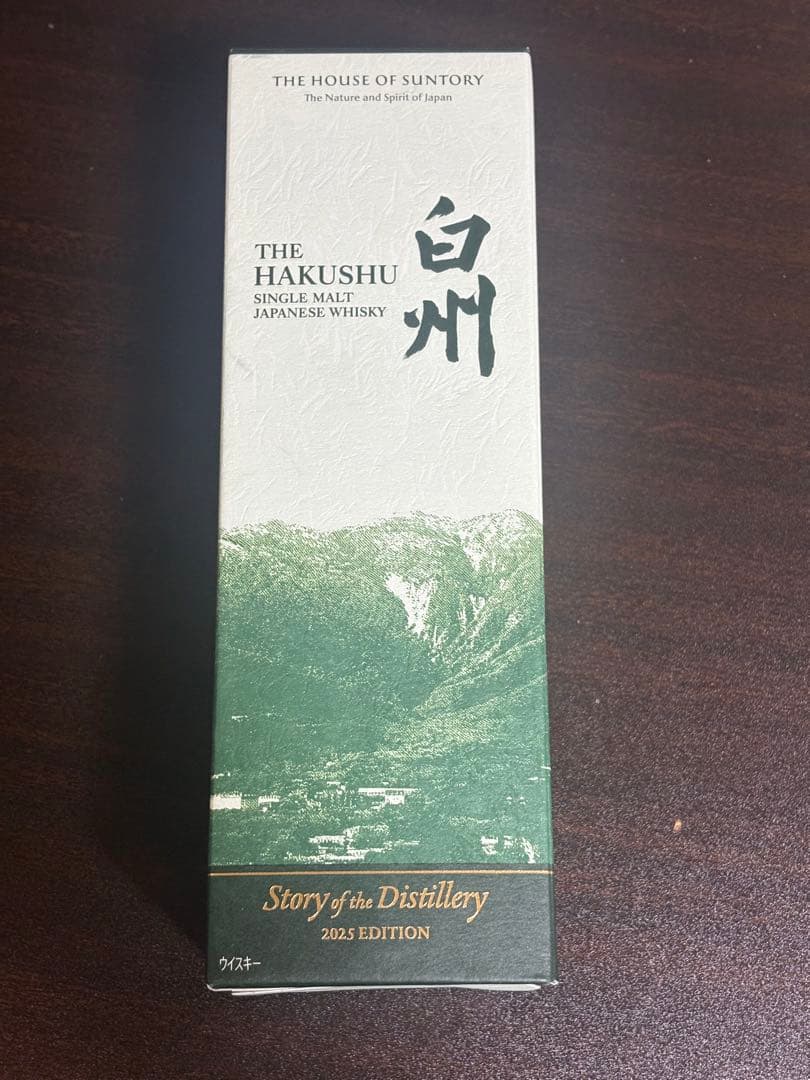 THE HOUSE OF SUNTORY
The Nature and Spirit of Japan
白州
THE
HAKUSHU
SINGLE MALT
JAPANESE WHISKY
Story of the Distillery
2025 EDITION
ウイスキー